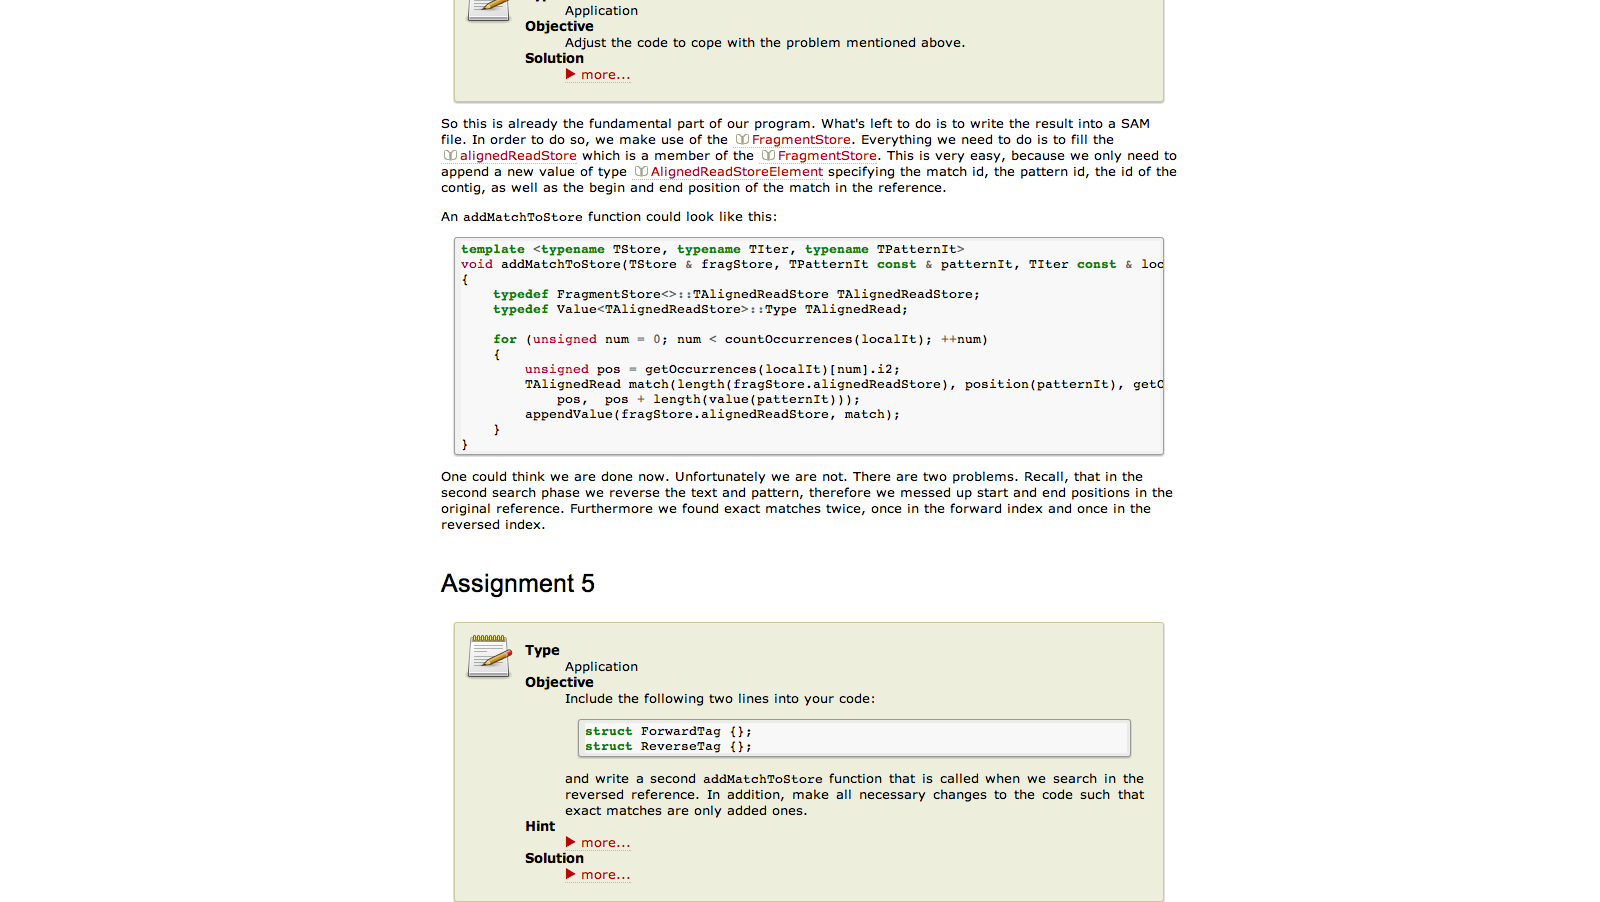 Application
Objective
Adjust the code to cope with the problem mentioned above.
Solution
more...
So this is already the fundamental part of our program. What's left to do is to write the result into a SAM
file. In order to do so, we make use of the FragmentStore. Everything we need to do is to fill the
alignedReadStore which is a member of the FragmentStore. This is very easy, because we only need to
append a new value of type AlignedReadStoreElement specifying the match id, the pattern id, the id of the
contig, as well as the begin and end position of the match in the reference.
An addMatchToStore function could look like this:
template <typename TStore, typename TIter, typename TPatternIt>
void addMatchToStore(TStore & fragStore, TPatternIt const & patternIt, TIter const & loc
{
    typedef FragmentStore<>::TAlignedReadStore TAlignedReadStore;
    typedef Value<TAlignedReadStore>::Type TAlignedRead;
    for (unsigned num = 0; num < countOccurrences(localIt); ++num)
    {
        unsigned pos = getOccurrences(localIt)[num].i2;
        TAlignedRead match(length(fragStore.alignedReadStore), position(patternIt), getO
            pos,  pos + length(value(patternIt)));
        appendValue(fragStore.alignedReadStore, match);
    }
}
One could think we are done now. Unfortunately we are not. There are two problems. Recall, that in the
second search phase we reverse the text and pattern, therefore we messed up start and end positions in the
original reference. Furthermore we found exact matches twice, once in the forward index and once in the
reversed index.
Assignment 5
Type
Application
Objective
Include the following two lines into your code:
struct ForwardTag {};
struct ReverseTag {};
and write a second addMatchToStore function that is called when we search in the
reversed reference. In addition, make all necessary changes to the code such that
exact matches are only added ones.
Hint
more...
Solution
more...